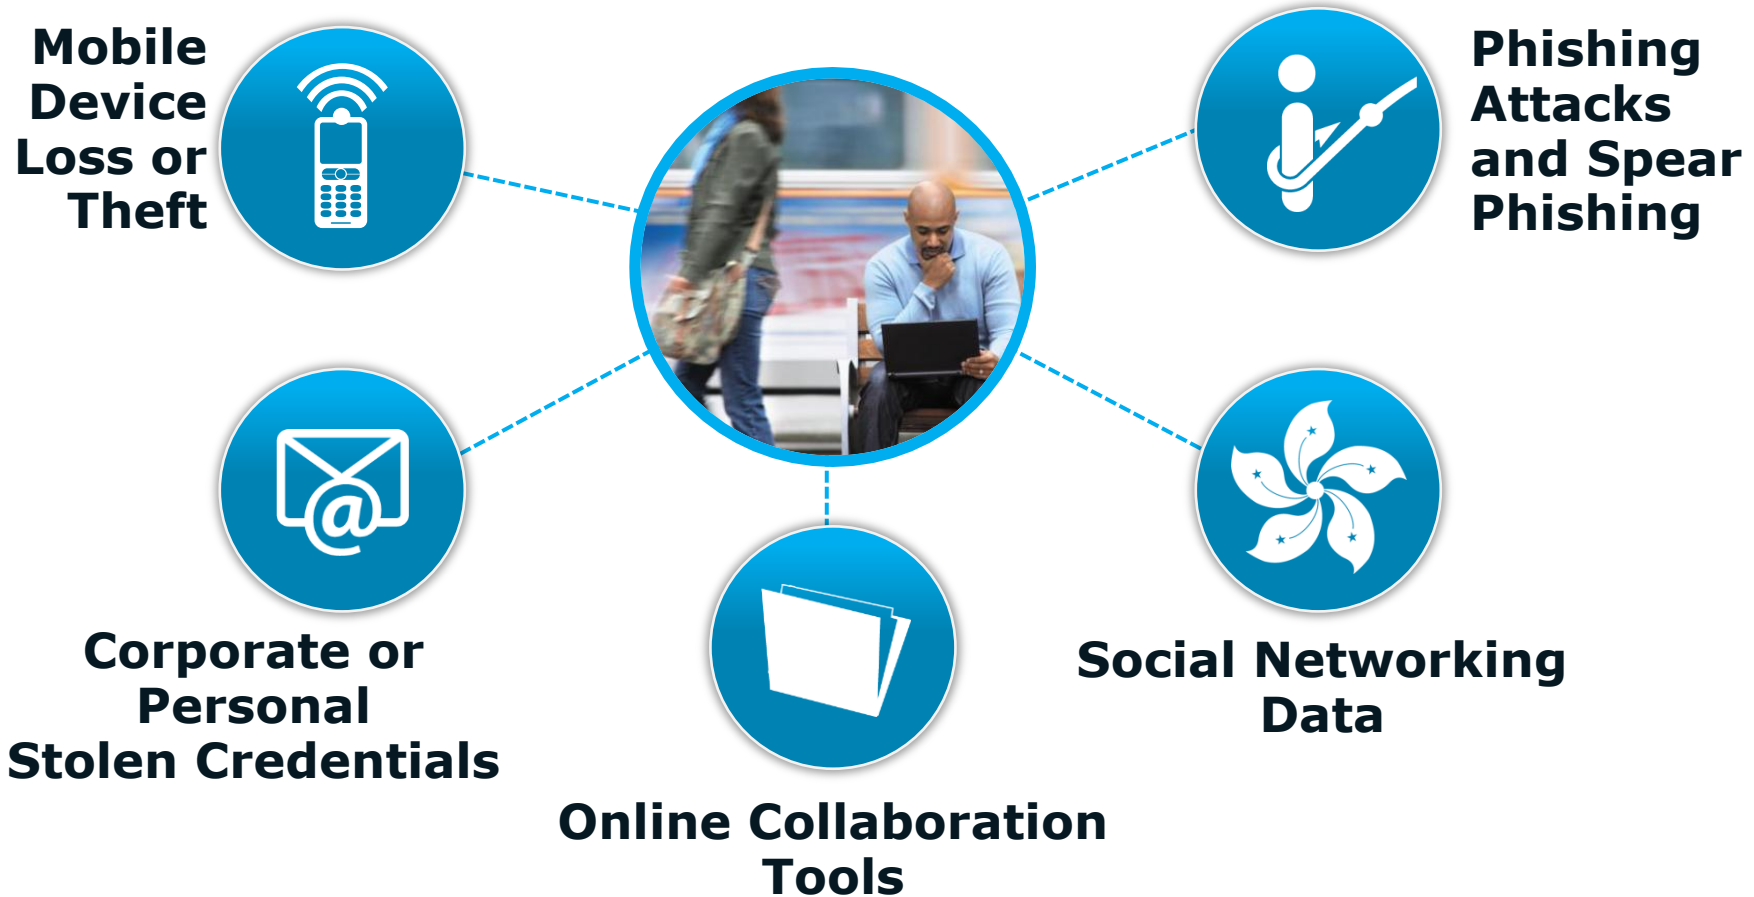 Mobile
Device
Loss or
Theft
Phishing
Attacks
and Spear
Phishing
Corporate or
Personal
Stolen Credentials
Social Networking
Data
Online Collaboration
Tools
@